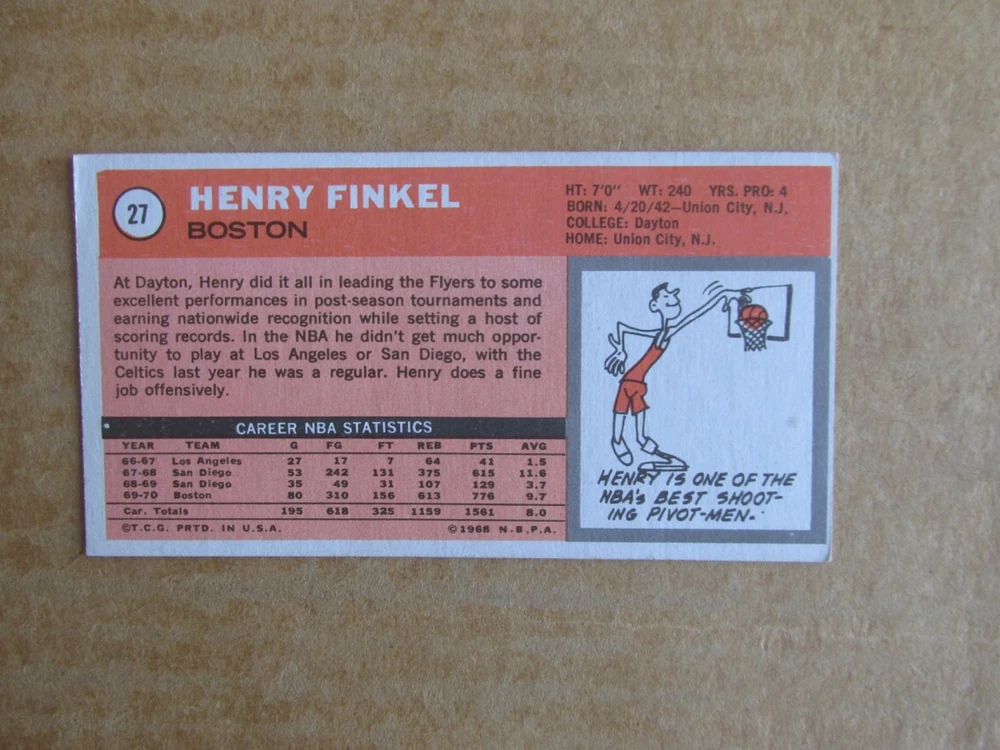 27
HENRY FINKEL
BOSTON
HT: 7'0'' WT: 240 YRS. PRO: 4
BORN: 4/20/42—Union City, N.J.
COLLEGE: Dayton
HOME: Union City, N.J.
At Dayton, Henry did it all in leading the Flyers to some
excellent performances in post-season tournaments and
earning nationwide recognition while setting a host of
scoring records. In the NBA he didn't get much oppor-
tunity to play at Los Angeles or San Diego, with the
Celtics last year he was a regular. Henry does a fine
job offensively.
CAREER NBA STATISTICS
YEAR TEAM G FG FT REB PTS AVG
66-67 Los Angeles 27 17 7 64 41 1.5
67-68 San Diego 53 242 131 375 615 11.6
68-69 San Diego 35 49 31 107 129 3.7
69-70 Boston 80 310 156 613 776 9.7
Car. Totals 195 618 325 1159 1561 8.0
©T.C.G. PRTD. IN U.S.A. ©1968 N.B.P.A.
HENRY IS ONE OF THE
NBA's BEST SHOOT-
ING PIVOT-MEN.